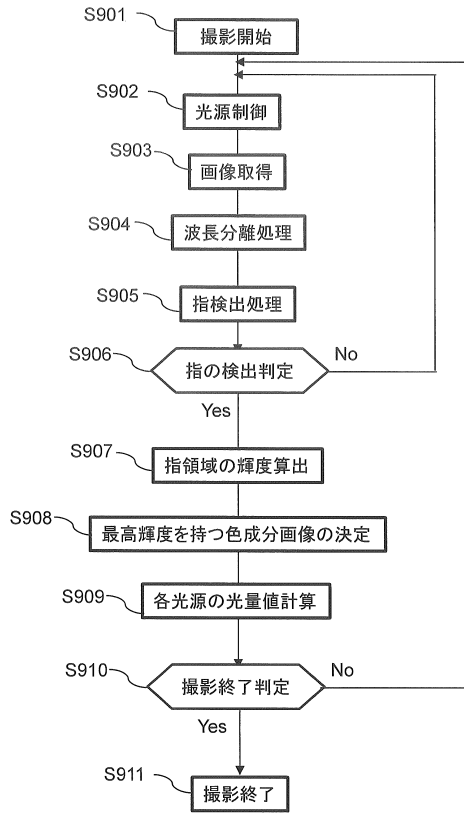 S901
撮影開始
S902
光源制御
S903
画像取得
S904
波長分離処理
S905
指検出処理
S906
指の検出判定
No
Yes
S907
指領域の輝度算出
S908
最高輝度を持つ色成分画像の決定
S909
各光源の光量値計算
S910
撮影終了判定
No
Yes
S911
撮影終了